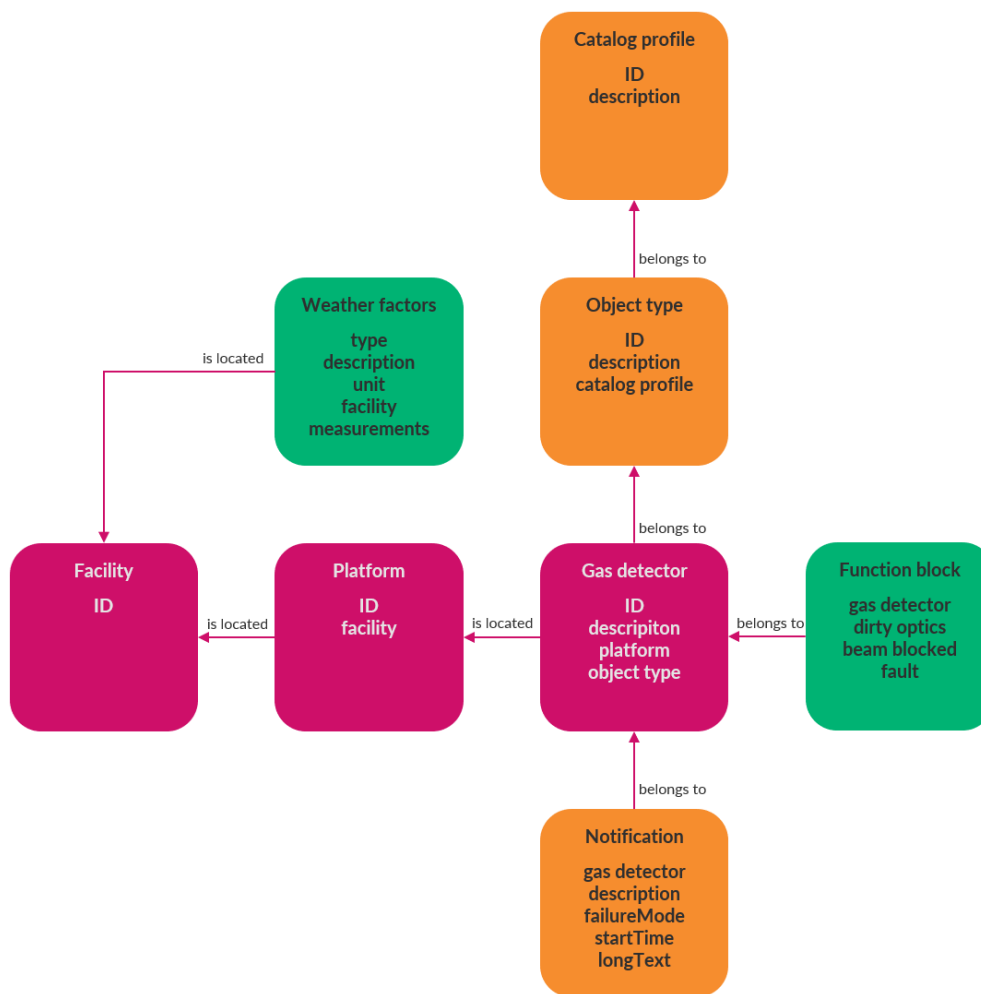 Catalog profile
ID
description
belongs to
Weather factors
type
description
unit
facility
measurements
is located
Object type
ID
description
catalog profile
belongs to
Facility
ID
is located
Platform
ID
facility
is located
Gas detector
ID
descripiton
platform
object type
belongs to
Function block
gas detector
dirty optics
beam blocked
fault
belongs to
Notification
gas detector
description
failureMode
startTime
longText